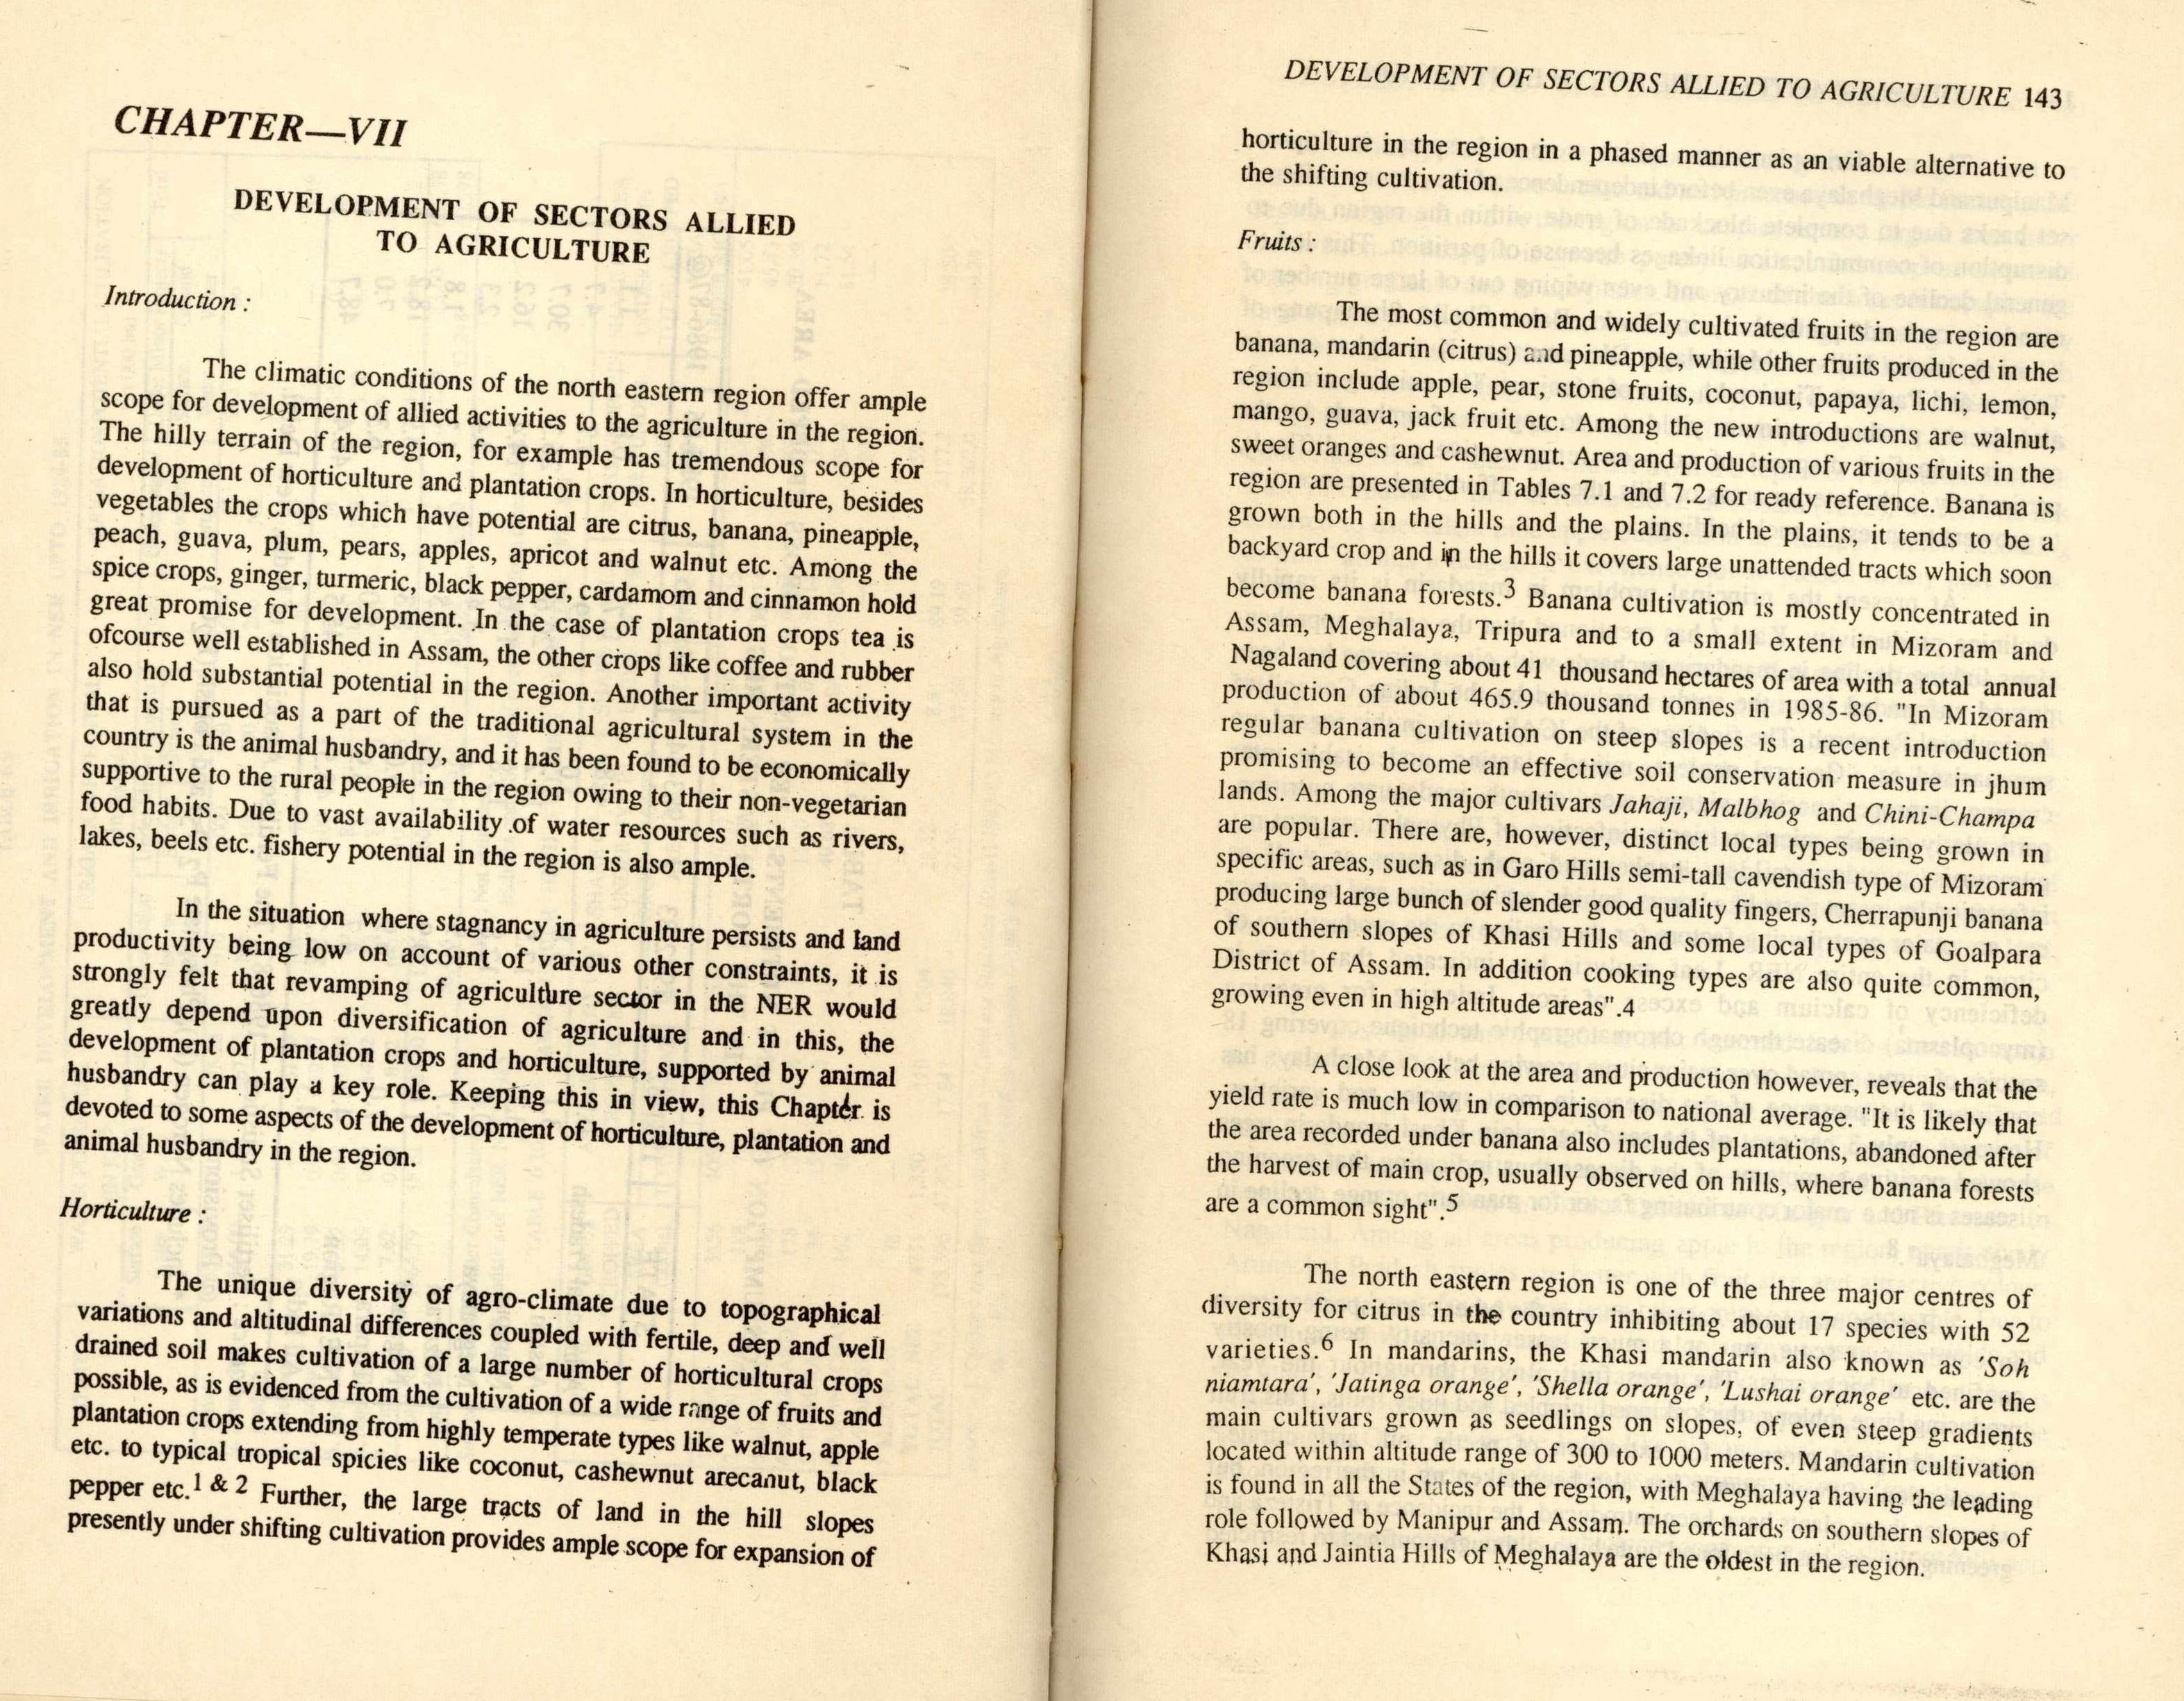 CHAPTER—VII
DEVELOPMENT OF SECTORS ALLIED
TO AGRICULTURE
Introduction :
The climatic conditions of the north eastern region offer ample
scope for development of allied activities to the agriculture in the region.
The hilly terrain of the region, for example has tremendous scope for
development of horticulture and plantation crops. In horticulture, besides
vegetables the crops which have potential are citrus, banana, pineapple,
peach, guava, plum, pears, apples, apricot and walnut etc. Among the
spice crops, ginger, turmeric, black pepper, cardamom and cinnamon hold
great promise for development. In the case of plantation crops tea is
ofcourse well established in Assam, the other crops like coffee and rubber
also hold substantial potential in the region. Another important activity
that is pursued as a part of the traditional agricultural system in the
country is the animal husbandry, and it has been found to be economically
supportive to the rural people in the region owing to their non-vegetarian
food habits. Due to vast availability of water resources such as rivers,
lakes, beels etc. fishery potential in the region is also ample.
In the situation where stagnancy in agriculture persists and land
productivity being low on account of various other constraints, it is
strongly felt that revamping of agriculture sector in the NER would
greatly depend upon diversification of agriculture and in this, the
development of plantation crops and horticulture, supported by animal
husbandry can play a key role. Keeping this in view, this Chapter is
devoted to some aspects of the development of horticulture, plantation and
animal husbandry in the region.
Horticulture :
The unique diversity of agro-climate due to topographical
variations and altitudinal differences coupled with fertile, deep and well
drained soil makes cultivation of a large number of horticultural crops
possible, as is evidenced from the cultivation of a wide range of fruits and
plantation crops extending from highly temperate types like walnut, apple
etc. to typical tropical spicies like coconut, cashewnut arecanut, black
pepper etc.1 & 2 Further, the large tracts of land in the hill slopes
presently under shifting cultivation provides ample scope for expansion of
DEVELOPMENT OF SECTORS ALLIED TO AGRICULTURE 143
horticulture in the region in a phased manner as an viable alternative to
the shifting cultivation.
Fruits :
The most common and widely cultivated fruits in the region are
banana, mandarin (citrus) and pineapple, while other fruits produced in the
region include apple, pear, stone fruits, coconut, papaya, lichi, lemon,
mango, guava, jack fruit etc. Among the new introductions are walnut,
sweet oranges and cashewnut. Area and production of various fruits in the
region are presented in Tables 7.1 and 7.2 for ready reference. Banana is
grown both in the hills and the plains. In the plains, it tends to be a
backyard crop and in the hills it covers large unattended tracts which soon
become banana forests.3 Banana cultivation is mostly concentrated in
Assam, Meghalaya, Tripura and to a small extent in Mizoram and
Nagaland covering about 41 thousand hectares of area with a total annual
production of about 465.9 thousand tonnes in 1985-86. "In Mizoram
regular banana cultivation on steep slopes is a recent introduction
promising to become an effective soil conservation measure in jhum
lands. Among the major cultivars Jahaji, Malbhog and Chini-Champa
are popular. There are, however, distinct local types being grown in
specific areas, such as in Garo Hills semi-tall cavendish type of Mizoram
producing large bunch of slender good quality fingers, Cherrapunji banana
of southern slopes of Khasi Hills and some local types of Goalpara
District of Assam. In addition cooking types are also quite common,
growing even in high altitude areas".4
A close look at the area and production however, reveals that the
yield rate is much low in comparison to national average. "It is likely that
the area recorded under banana also includes plantations, abandoned after
the harvest of main crop, usually observed on hills, where banana forests
are a common sight".5
The north eastern region is one of the three major centres of
diversity for citrus in the country inhibiting about 17 species with 52
varieties.6 In mandarins, the Khasi mandarin also known as 'Soh
niamtara', 'Jatinga orange', 'Shella orange', 'Lushai orange' etc. are the
main cultivars grown as seedlings on slopes, of even steep gradients
located within altitude range of 300 to 1000 meters. Mandarin cultivation
is found in all the States of the region, with Meghalaya having the leading
role followed by Manipur and Assam. The orchards on southern slopes of
Khasi and Jaintia Hills of Meghalaya are the oldest in the region.